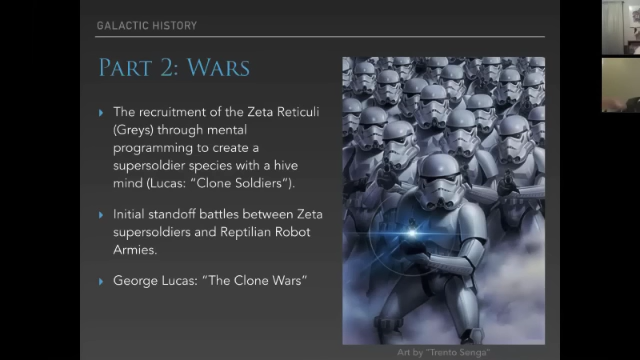 GALACTIC HISTORY
PART 2: WARS
The recruitment of the Zeta Reticuli
(Greys) through mental
programming to create a
supersoldier species with a hive
mind (Lucas: “Clone Soldiers”).
Initial standoff battles between Zeta
supersoldiers and Reptilian Robot
Armies.
George Lucas: “The Clone Wars”
Art by "Trento Senga"